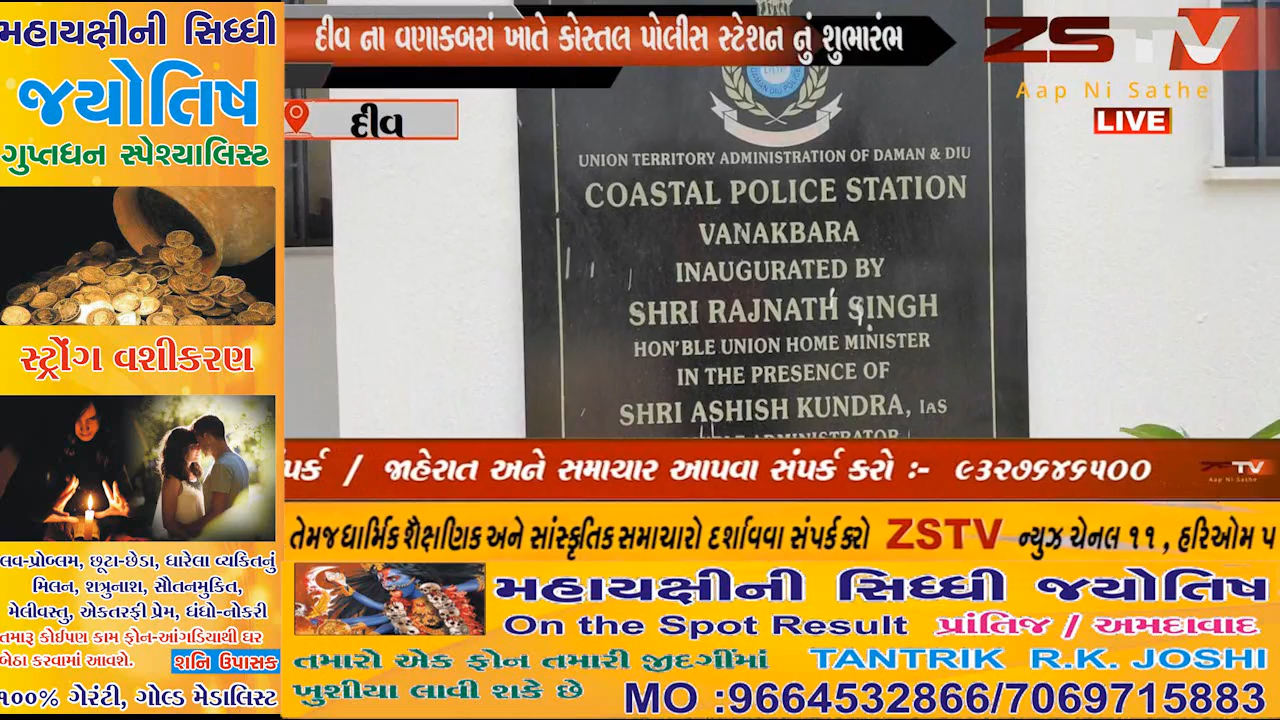 મહાયક્ષીની સિધ્ધી
જ્યોતિષ
ગુપ્તધન સ્પેશ્યાલિસ્ટ
સ્ટ્રોંગ વશીકરણ
લવ-પ્રોબ્લમ, છૂટા-છેડા, ધારેલા વ્યકિતનું
મિલન, શત્રુનાશ, સૌતનમુકિત,
મેલીવસ્તુ, એકતરફી પ્રેમ, ધંધો-નોકરી
તમારૂ કોઈપણ કામ ફોન-આંગડિયાથી ઘર
બેઠા કરવામાં આવશે.
શનિ ઉપાસક
૧૦૦% ગેરંટી, ગોલ્ડ મેડાલિસ્ટ
દીવ ના વણાકબરાં ખાતે કોસ્તલ પોલીસ સ્ટેશન નું શુભારંભ
ZSTV
Aap Ni Sathe
LIVE
દીવ
UNION TERRITORY ADMINISTRATION OF DAMAN & DIU
COASTAL POLICE STATION
VANAKBARA
INAUGURATED BY
SHRI RAJNATH SINGH
HON'BLE UNION HOME MINISTER
IN THE PRESENCE OF
SHRI ASHISH KUNDRA, IAS
ADMINISTRATOR
સંપર્ક / જાહેરાત અને સમાચાર આપવા સંપર્ક કરો :- ૯૩૨૭૬૪૬૫૦૦
ZSTV
Aap Ni Sathe
તેમજ ધાર્મિક શૈક્ષણિક અને સાંસ્કૃતિક સમાચારો દર્શાવવા સંપર્ક કરો ZSTV ન્યુઝ ચેનલ ૧૧ , હરિઓમ પ
મહાયક્ષીની સિધ્ધી જ્યોતિષ
On the Spot Result પ્રાંતિજ / અમદાવાદ
તમારો એક ફોન તમારી જીદગીંમાં
ખુશીયા લાવી શકે છે
TANTRIK R.K. JOSHI
MO :9664532866/7069715883